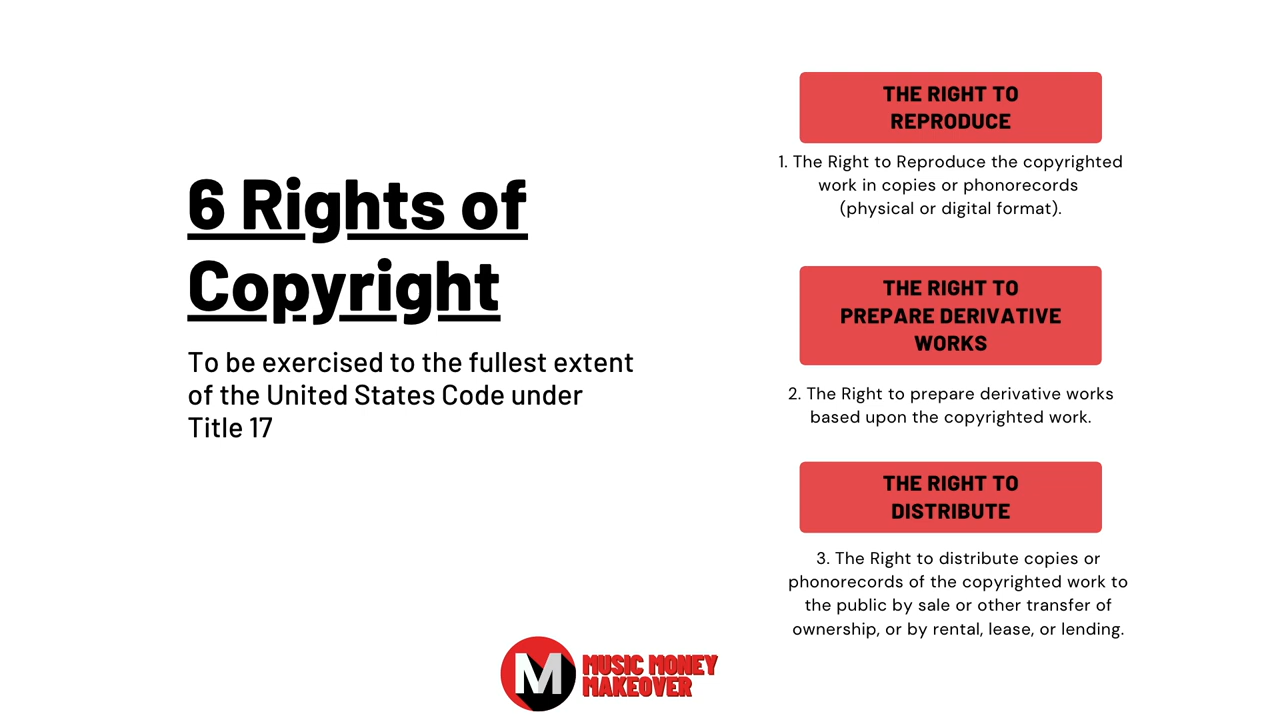 6 Rights of
Copyright
To be exercised to the fullest extent
of the United States Code under
Title 17
THE RIGHT TO
REPRODUCE
1. The Right to Reproduce the copyrighted
work in copies or phonorecords
(physical or digital format).
THE RIGHT TO
PREPARE DERIVATIVE
WORKS
2. The Right to prepare derivative works
based upon the copyrighted work.
THE RIGHT TO
DISTRIBUTE
3. The Right to distribute copies or
phonorecords of the copyrighted work to
the public by sale or other transfer of
ownership, or by rental, lease, or lending.
M
MUSIC MONEY
MAKEOVER